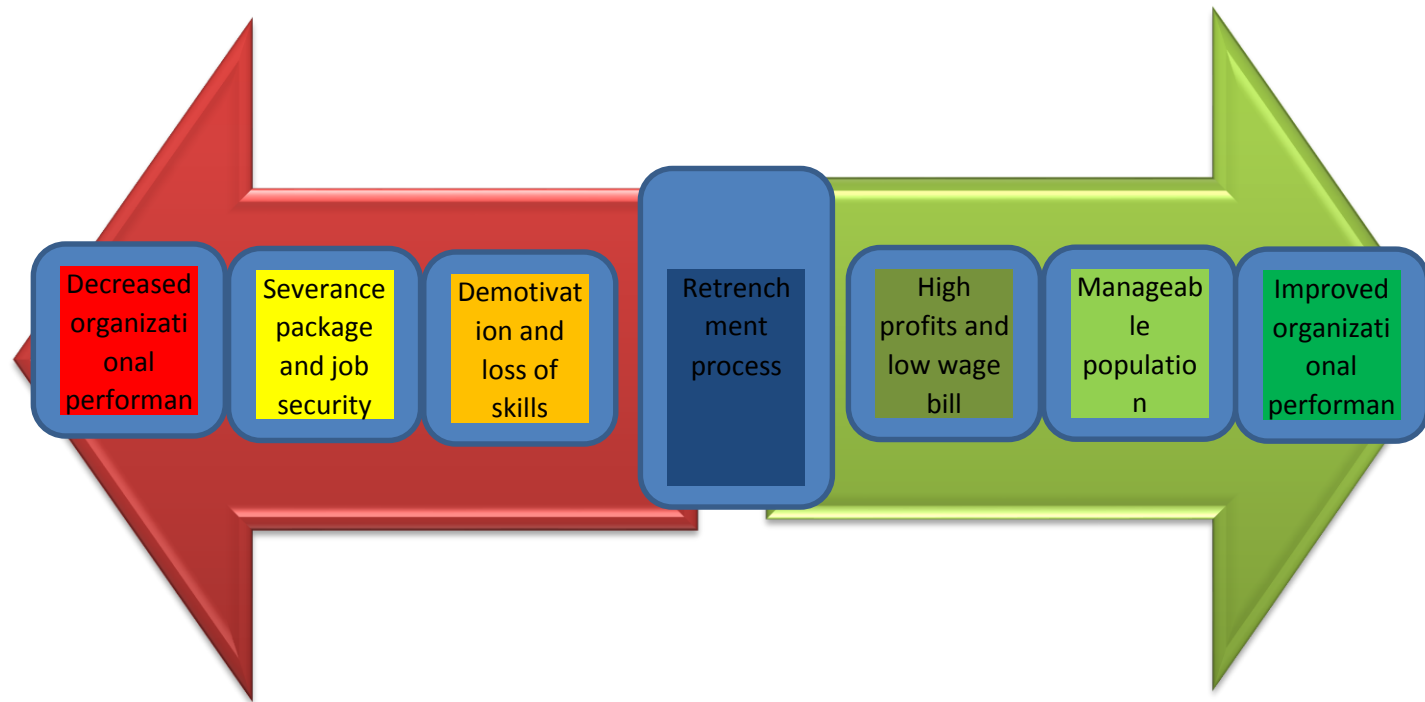 Decreased
organizati
onal
performan
Severance
package
and job
security
Demotivat
ion and
loss of
skills
Retrench
ment
process
High
profits and
low wage
bill
Manageab
le
populatio
n
Improved
organizati
onal
performan